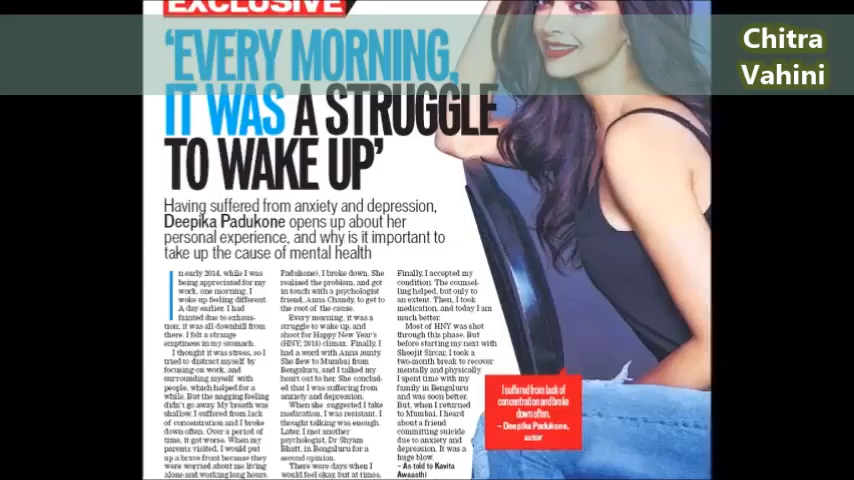 EXCLUSIVE
Chitra
Vahini
'EVERY MORNING,
IT WAS A STRUGGLE
TO WAKE UP'
Having suffered from anxiety and depression,
Deepika Padukone opens up about her
personal experience, and why is it important to
take up the cause of mental health
In early 2014, while I was
being appreciated for my
work, one morning, I
woke up feeling different.
A day earlier, I had
fainted due to exhaus-
tion; it was all downhill from
there. I felt a strange
emptiness in my stomach.
I thought it was stress, so I
tried to distract myself by
focusing on work, and
surrounding myself with
people, which helped for a
while. But the nagging feeling
didn't go away. My breath was
shallow, I suffered from lack
of concentration and I broke
down often. Over a period of
time, it got worse. When my
parents visited, I would put
up a brave front because they
were worried about me living
alone and working long hours.
Padukone), I broke down. She
realised the problem, and got
in touch with a psychologist
friend, Anna Chandy, to get to
the root of the cause.
Every morning, it was a
struggle to wake up, and
shoot for Happy New Year's
(HNY; 2014) climax. Finally, I
had a word with Anna aunty.
She flew to Mumbai from
Bengaluru, and I talked my
heart out to her. She conclud-
ed that I was suffering from
anxiety and depression.
When she suggested I take
medication, I was resistant. I
thought talking was enough.
Later, I met another
psychologist, Dr Shyam
Bhatt, in Bengaluru for a
second opinion.
There were days when I
would feel okay, but at times,
Finally, I accepted my
condition. The counsel-
ling helped, but only to
an extent. Then, I took
medication, and today I am
much better.
Most of HNY was shot
through this phase. But
before starting my next with
Shoojit Sircar, I took a
two-month break to recover
mentally and physically.
I spent time with my
family in Bengaluru
and was soon better.
But, when I returned
to Mumbai, I heard
about a friend
committing suicide
due to anxiety and
depression. It was a
huge blow.
– As told to Kavita
Awaasthi
I suffered from lack of
concentration and broke
down often.
– Deepika Padukone,
actor